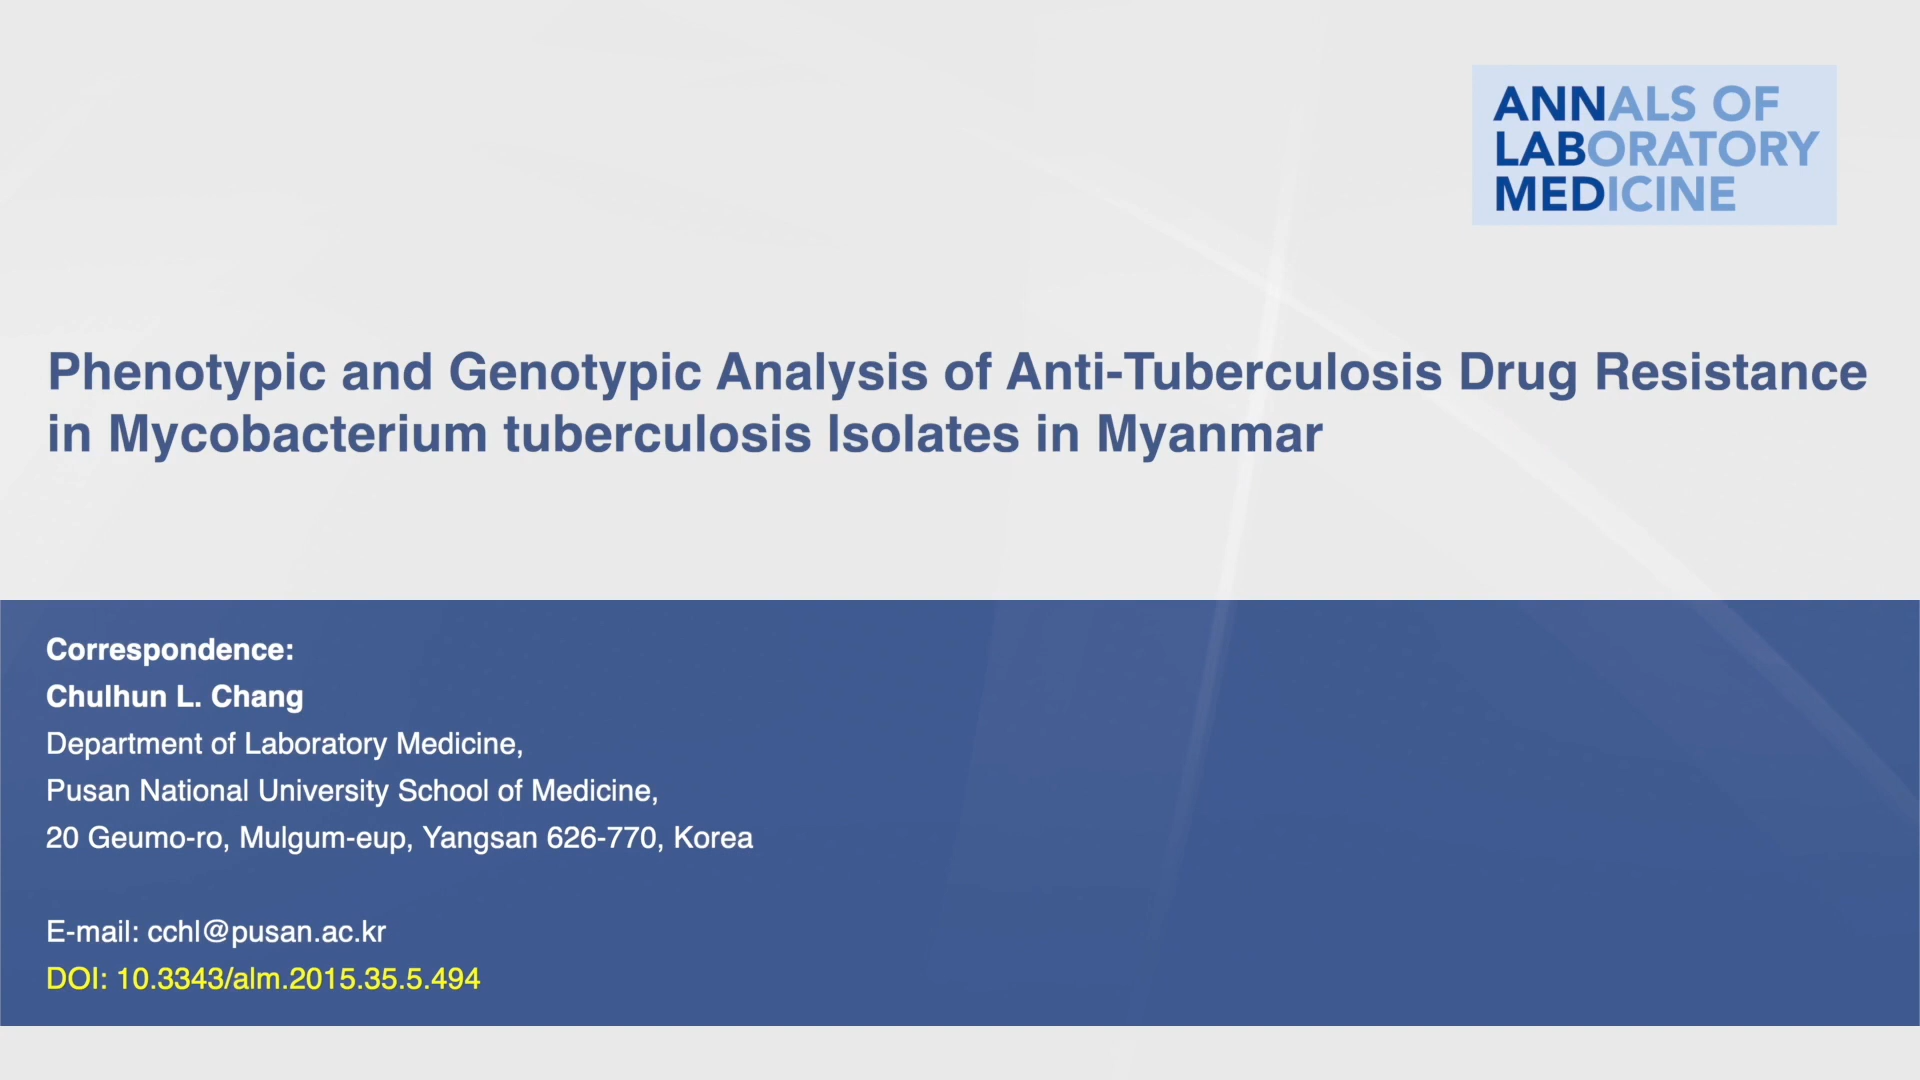 ANNALS OF
LABORATORY
MEDICINE
Phenotypic and Genotypic Analysis of Anti-Tuberculosis Drug Resistance
in Mycobacterium tuberculosis Isolates in Myanmar
Correspondence:
Chulhun L. Chang
Department of Laboratory Medicine,
Pusan National University School of Medicine,
20 Geumo-ro, Mulgum-eup, Yangsan 626-770, Korea
E-mail: cchl@pusan.ac.kr
DOI: 10.3343/alm.2015.35.5.494